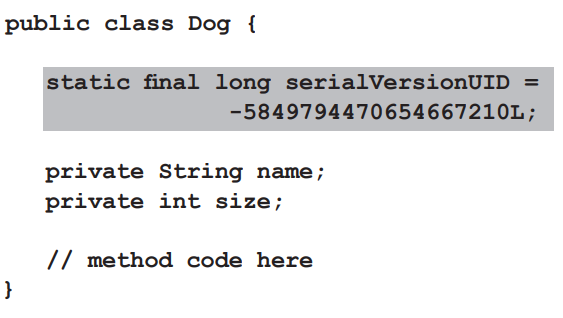 public class Dog {
static final long serialVersionUID =
-5849794470654667210L;
private String name;
private int size;
// method code here
}